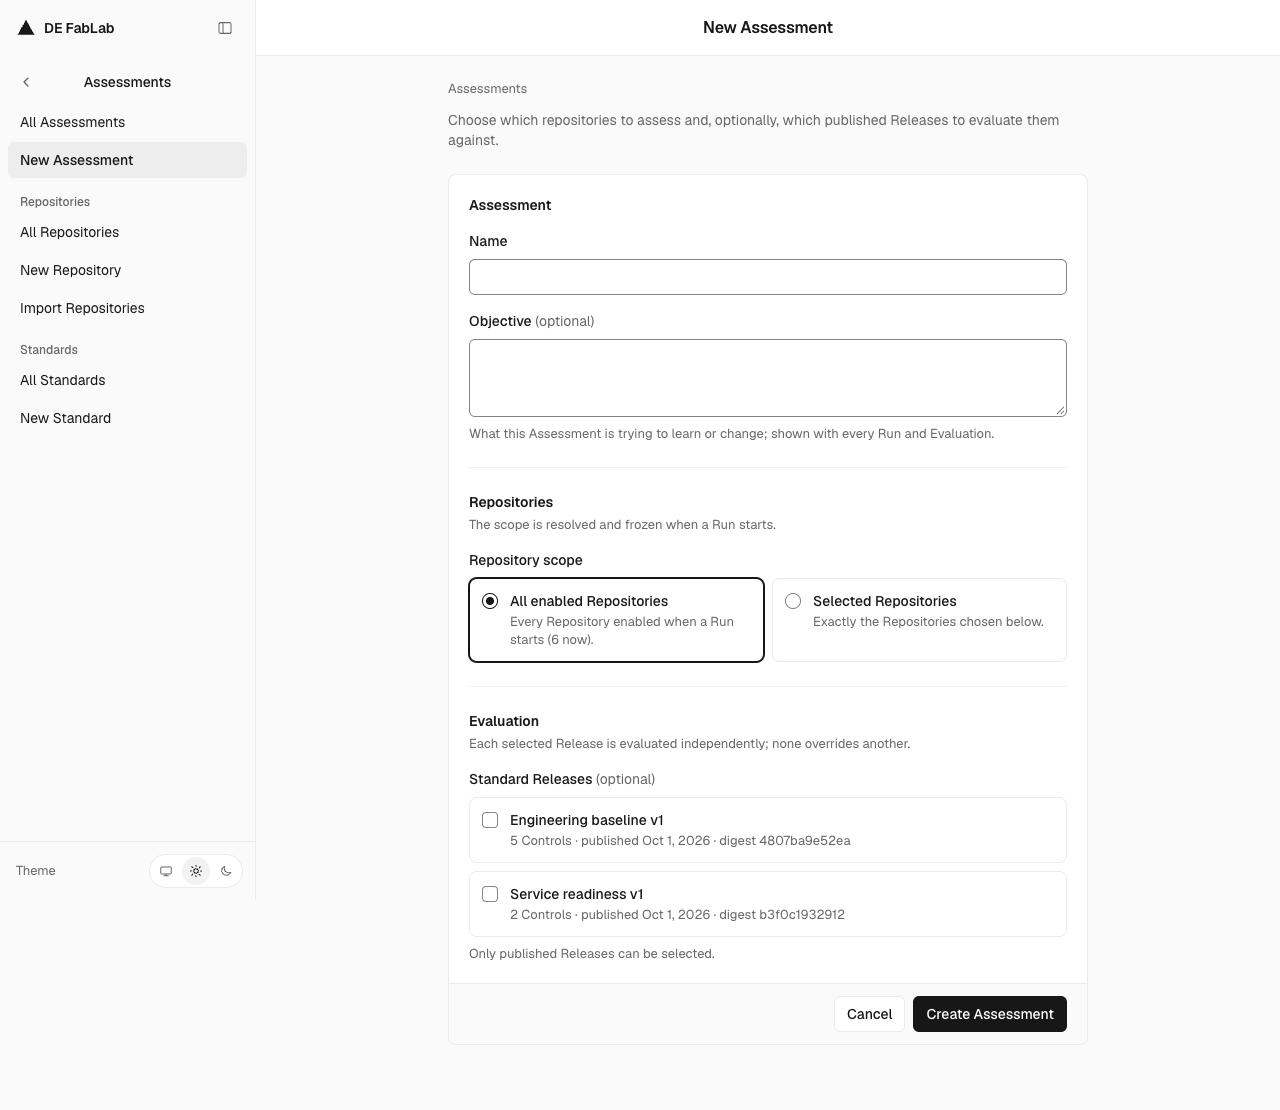 DE FabLab
New Assessment
Assessments
All Assessments
New Assessment
Repositories
All Repositories
New Repository
Import Repositories
Standards
All Standards
New Standard
Theme
Assessments
Choose which repositories to assess and, optionally, which published Releases to evaluate them
against.
Assessment
Name
Objective (optional)
What this Assessment is trying to learn or change; shown with every Run and Evaluation.
Repositories
The scope is resolved and frozen when a Run starts.
Repository scope
All enabled Repositories
Every Repository enabled when a Run
starts (6 now).
Selected Repositories
Exactly the Repositories chosen below.
Evaluation
Each selected Release is evaluated independently; none overrides another.
Standard Releases (optional)
Engineering baseline v1
5 Controls · published Oct 1, 2026 · digest 4807ba9e52ea
Service readiness v1
2 Controls · published Oct 1, 2026 · digest b3f0c1932912
Only published Releases can be selected.
Cancel
Create Assessment